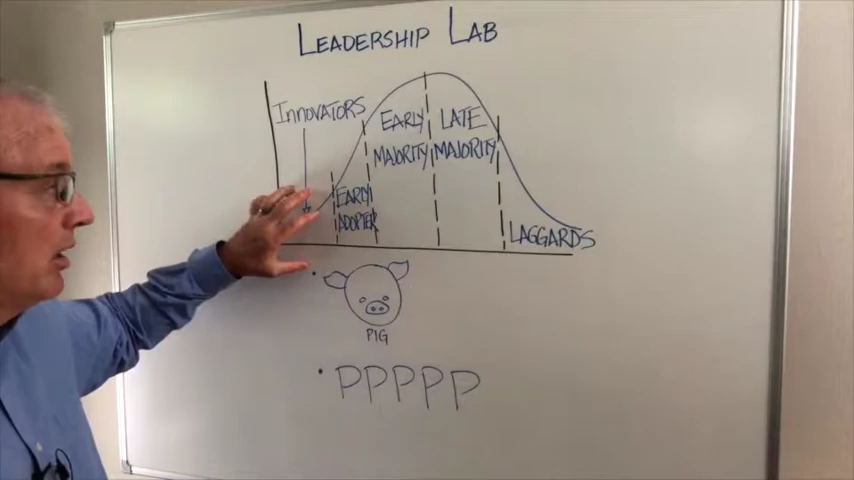 LEADERSHIP LAB
INNOVATORS
EARLY
MAJORITY
LATE
MAJORITY
EARLY
ADOPTER
LAGGARDS
PIG
• PPPPP